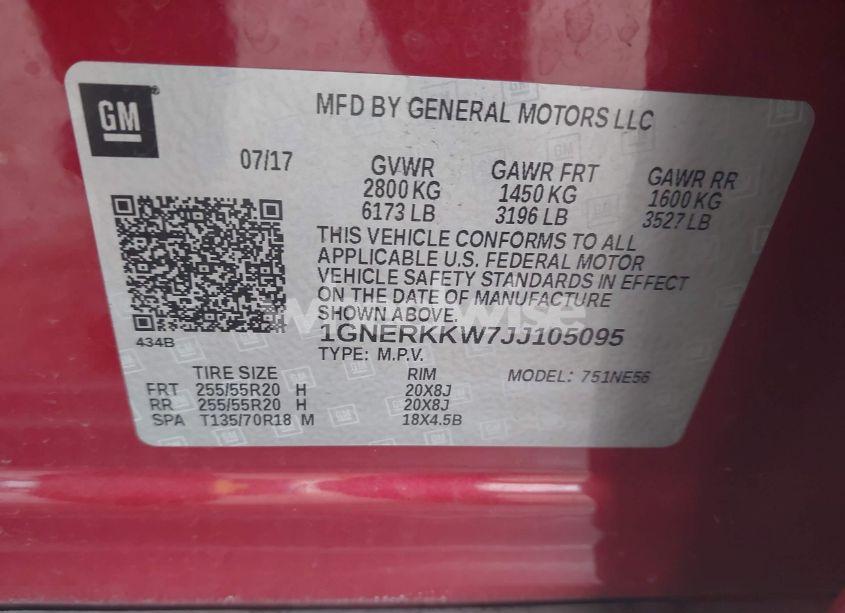 GM
MFD BY GENERAL MOTORS LLC
07/17
GVWR GAWR FRT GAWR RR
2800 KG 1450 KG 1600 KG
6173 LB 3196 LB 3527 LB
THIS VEHICLE CONFORMS TO ALL
APPLICABLE U.S. FEDERAL MOTOR
VEHICLE SAFETY STANDARDS IN EFFECT
ON THE DATE OF MANUFACTURE
SHOWN ABOVE.
434B
1GNERKKW7JJ105095
TYPE: M.P.V.
TIRE SIZE RIM MODEL: 751NE56
FRT 255/55R20 H 20X8J
RR 255/55R20 H 20X8J
SPA T135/70R18 M 18X4.5B